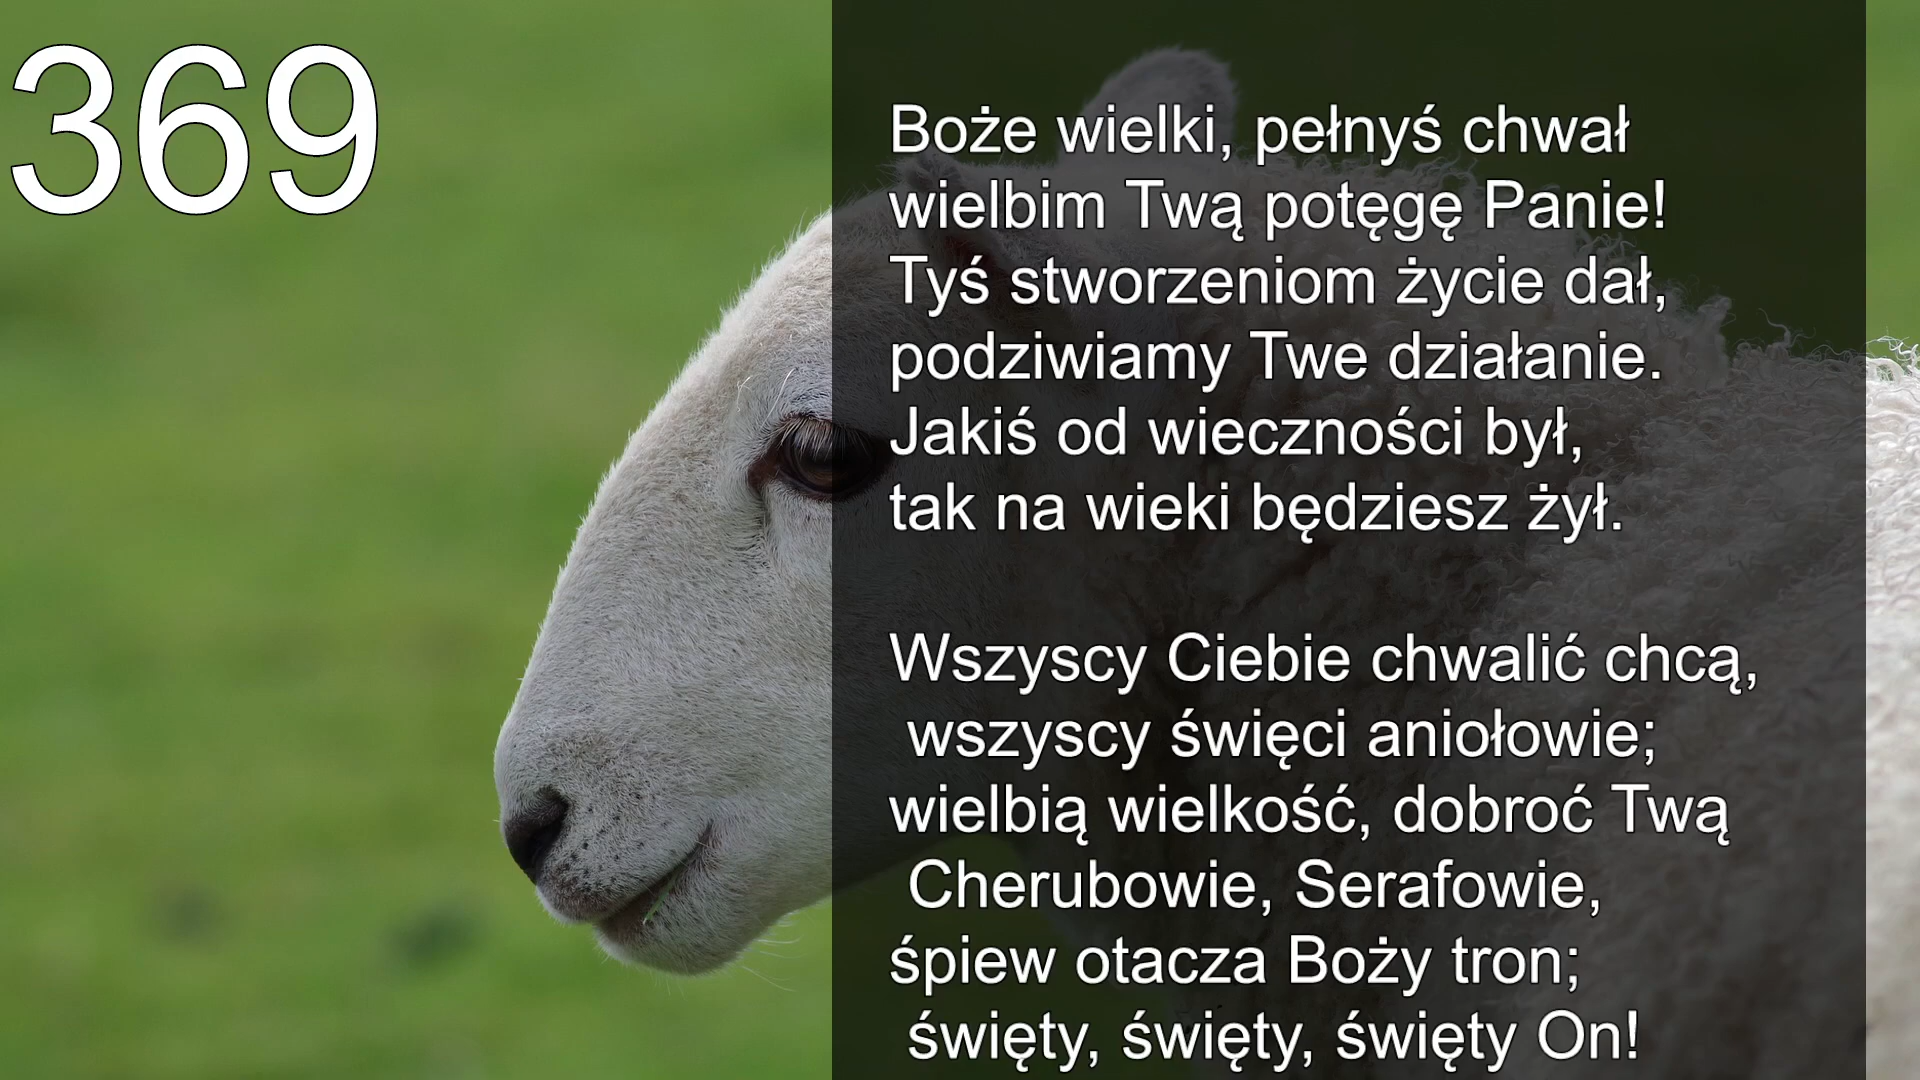 369
Boże wielki, pełnyś chwał
wielbim Twą potęgę Panie!
Tyś stworzeniom życie dał,
podziwiamy Twe działanie.
Jakiś od wieczności był,
tak na wieki będziesz żył.
Wszyscy Ciebie chwalić chcą,
wszyscy święci aniołowie;
wielbią wielkość, dobroć Twą
Cherubowie, Serafowie,
śpiew otacza Boży tron;
święty, święty, święty On!